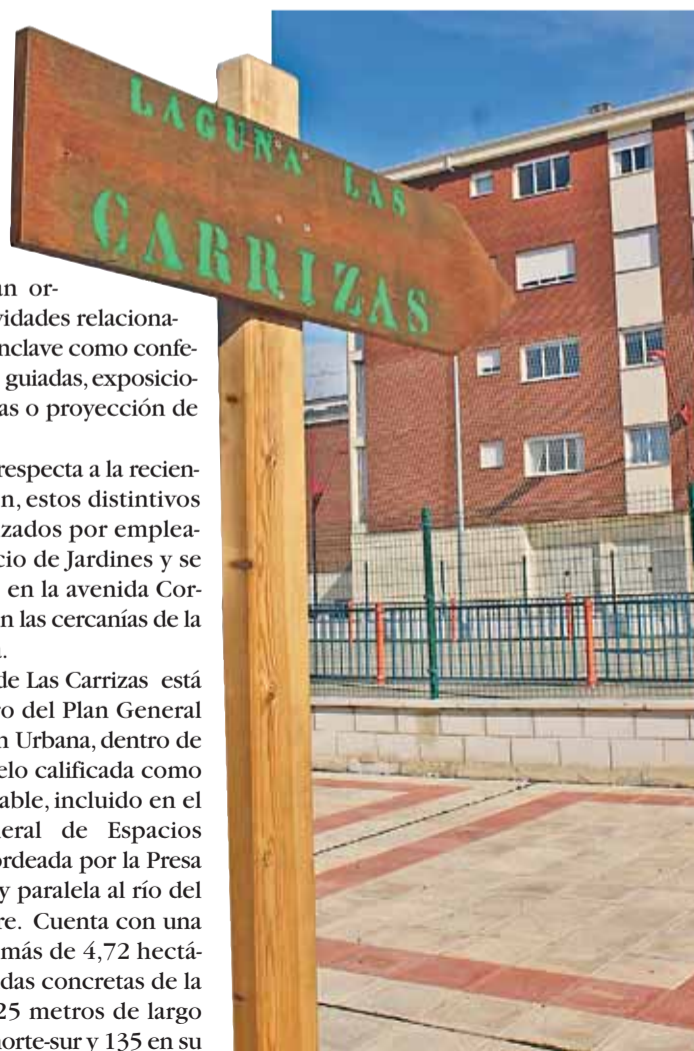 LAGUNA LAS
CARRIZAS
an or-
vidades relaciona-
nclave como confe-
guiadas, exposicio-
as o proyección de
respecta a la recien-
n, estos distintivos
zados por emplea-
cio de Jardines y se
en la avenida Cor-
n las cercanías de la
a.
de Las Carrizas está
ro del Plan General
n Urbana, dentro de
elo calificada como
able, incluido en el
neral de Espacios
ordeada por la Presa
y paralela al río del
re. Cuenta con una
más de 4,72 hectá-
das concretas de la
25 metros de largo
norte-sur y 135 en su